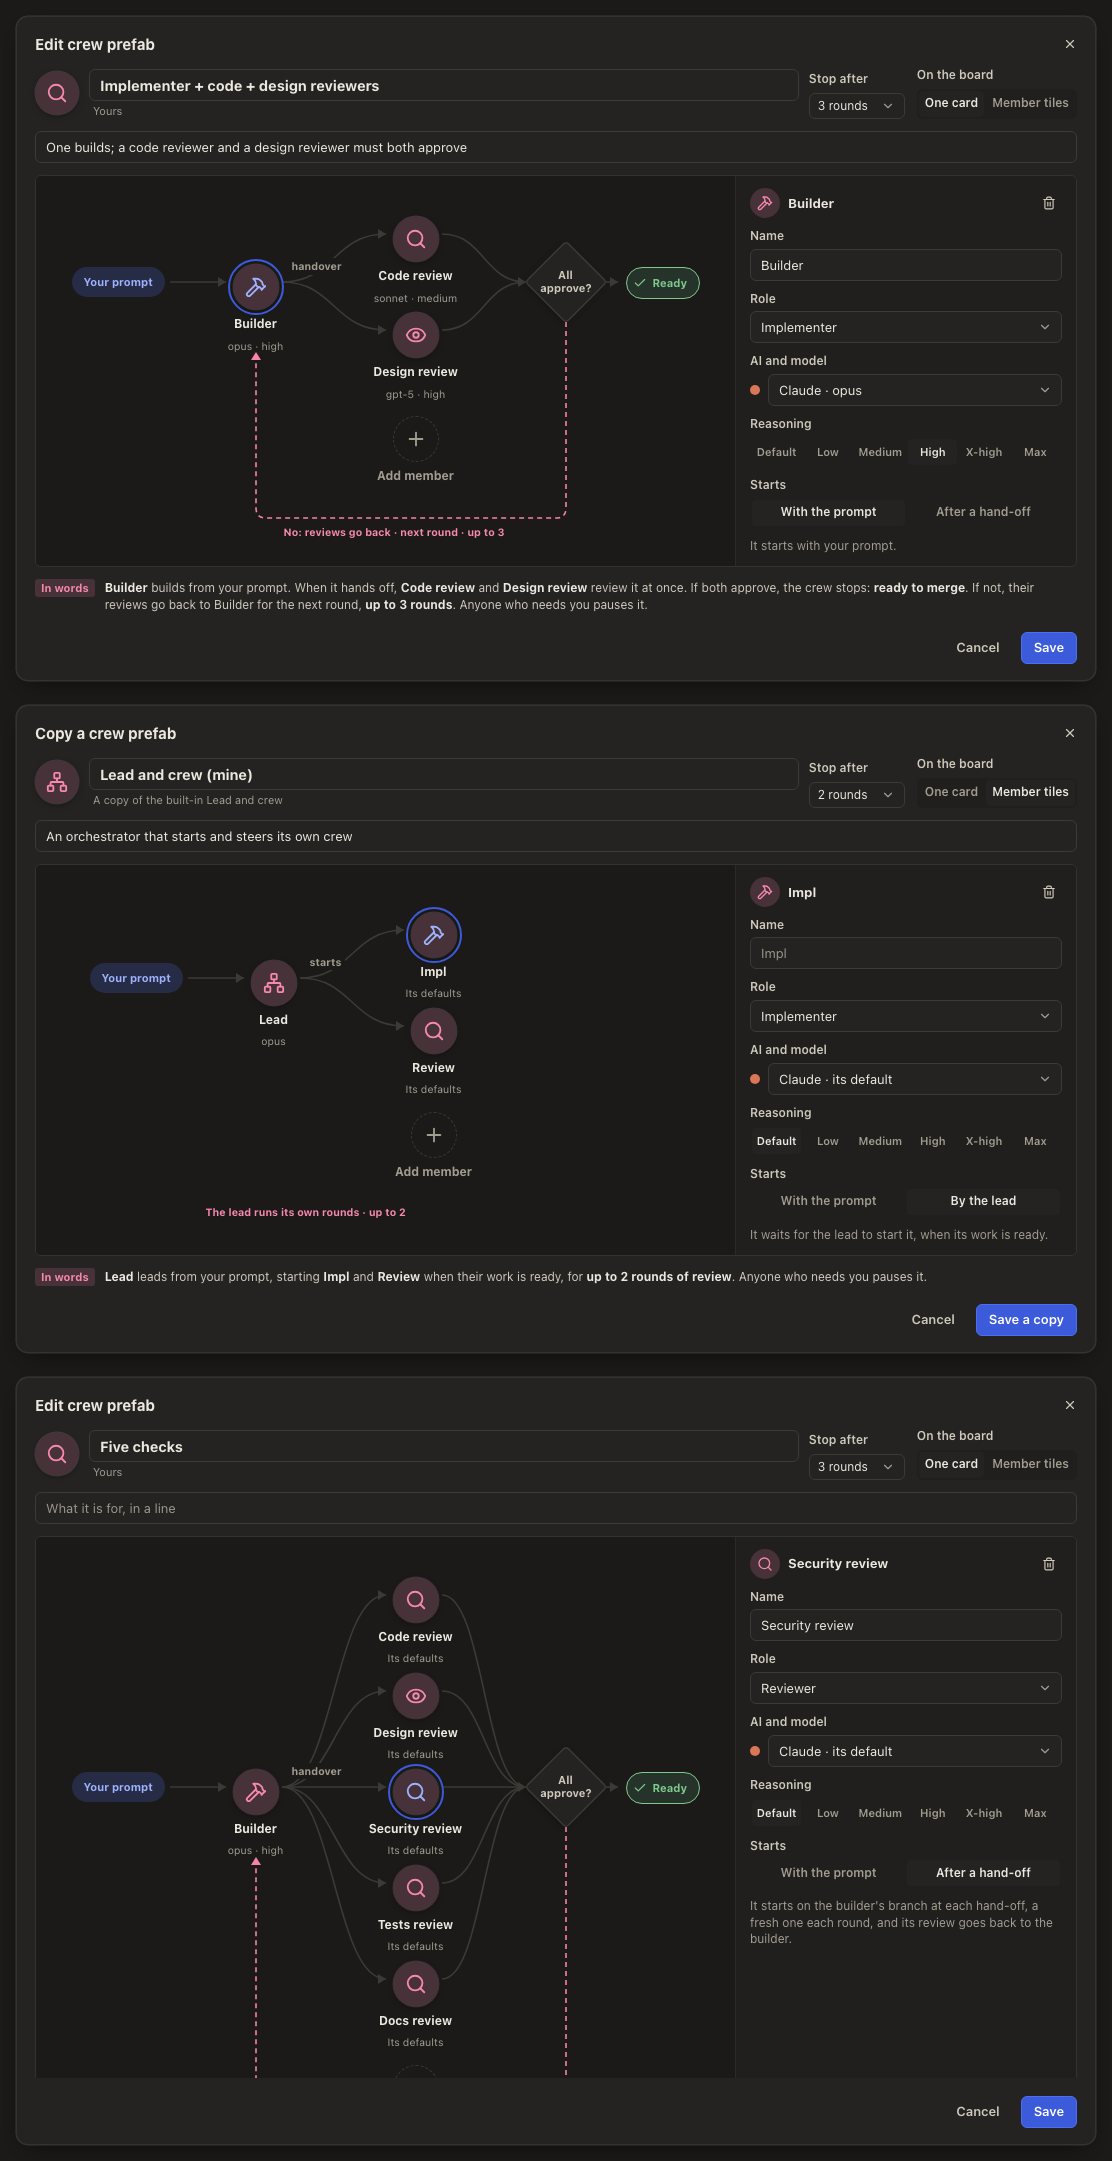 Edit crew prefab
Implementer + code + design reviewers
Yours
Stop after
3 rounds
On the board
One card
Member tiles
One builds; a code reviewer and a design reviewer must both approve
Your prompt
Builder
opus · high
handover
Code review
sonnet · medium
Design review
gpt-5 · high
Add member
All
approve?
Ready
No: reviews go back · next round · up to 3
Builder
Name
Builder
Role
Implementer
AI and model
Claude · opus
Reasoning
Default Low Medium High X-high Max
Starts
With the prompt After a hand-off
It starts with your prompt.
In words Builder builds from your prompt. When it hands off, Code review and Design review review it at once. If both approve, the crew stops: ready to merge. If not, their
reviews go back to Builder for the next round, up to 3 rounds. Anyone who needs you pauses it.
Cancel
Save
Copy a crew prefab
Lead and crew (mine)
A copy of the built-in Lead and crew
Stop after
2 rounds
On the board
One card
Member tiles
An orchestrator that starts and steers its own crew
Your prompt
Lead
opus
starts
Impl
Its defaults
Review
Its defaults
Add member
The lead runs its own rounds · up to 2
Impl
Name
Impl
Role
Implementer
AI and model
Claude · its default
Reasoning
Default Low Medium High X-high Max
Starts
With the prompt By the lead
It waits for the lead to start it, when its work is ready.
In words Lead leads from your prompt, starting Impl and Review when their work is ready, for up to 2 rounds of review. Anyone who needs you pauses it.
Cancel
Save a copy
Edit crew prefab
Five checks
Yours
Stop after
3 rounds
On the board
One card
Member tiles
What it is for, in a line
Your prompt
Builder
opus · high
handover
Code review
Its defaults
Design review
Its defaults
Security review
Its defaults
Tests review
Its defaults
Docs review
Its defaults
All
approve?
Ready
Security review
Name
Security review
Role
Reviewer
AI and model
Claude · its default
Reasoning
Default Low Medium High X-high Max
Starts
With the prompt After a hand-off
It starts on the builder's branch at each hand-off, a
fresh one each round, and its review goes back to the
builder.
Cancel
Save